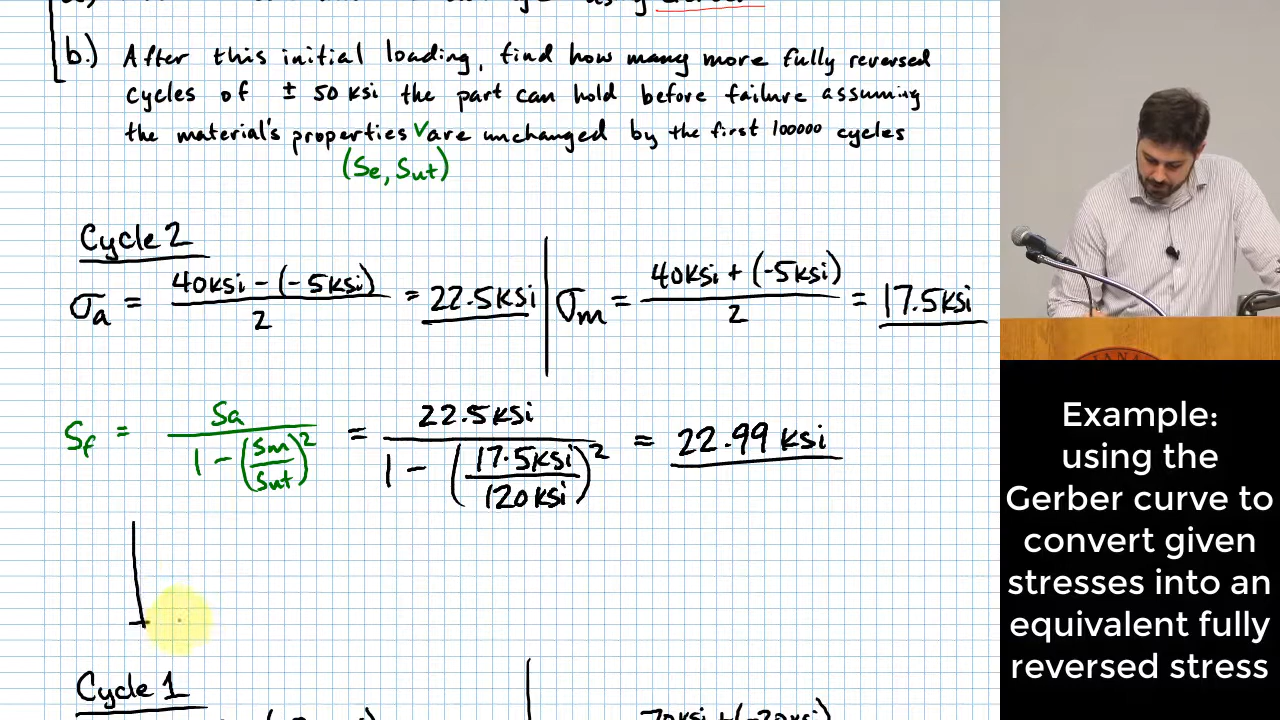 using
b.) After this initial loading, find how many more fully reversed
cycles of ± 50 ksi the part can hold before failure assuming
the material's properties ∨ are unchanged by the first 100000 cycles
(Se, Sut)
Cycle 2
σa = 40ksi - (-5ksi) / 2 = 22.5ksi | σm = 40ksi + (-5ksi) / 2 = 17.5ksi
Sf = Sa / 1 - (Sm/Sut)² = 22.5ksi / 1 - (17.5ksi/120ksi)² = 22.99 ksi
Cycle 1
Example:
using the
Gerber curve to
convert given
stresses into an
equivalent fully
reversed stress